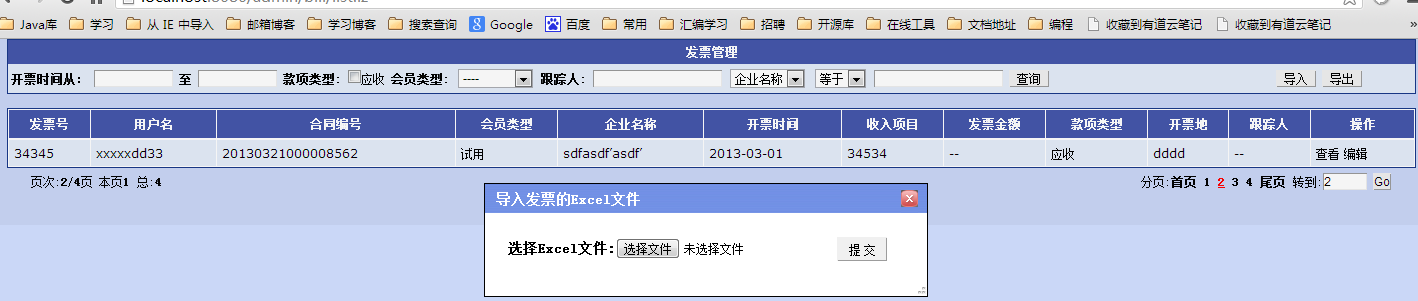 Java库 学习 从 IE 中导入 邮箱博客 学习博客 搜索查询 Google 百度 常用 汇编学习 招聘 开源库 在线工具 文档地址 编程 收藏到有道云笔记 收藏到有道云笔记 »
发票管理
开票时间从: 至 款项类型: 应收 会员类型: ---- 跟踪人: 企业名称 等于 查询 导入 导出
发票号 用户名 合同编号 会员类型 企业名称 开票时间 收入项目 发票金额 款项类型 开票地 跟踪人 操作
34345 xxxxxdd33 20130321000008562 试用 sdfasdf'asdf' 2013-03-01 34534 -- 应收 dddd -- 查看 编辑
页次:2/4页 本页1 总:4 分页:首页 1 2 3 4 尾页 转到:2 Go
导入发票的Excel文件
选择Excel文件: 选择文件 未选择文件 提 交